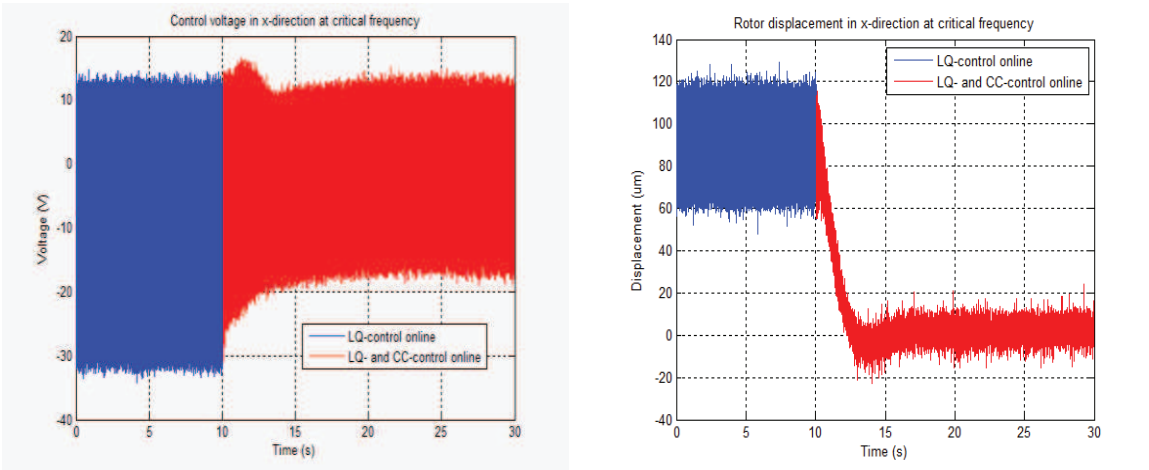 Control voltage in x-direction at critical frequency
20
10
0
-10
-20
-30
-40
Voltage (V)
LQ-control online
LQ- and CC-control online
0 5 10 15 20 25 30
Time (s)
Rotor displacement in x-direction at critical frequency
140
120
100
80
60
40
20
0
-20
-40
Displacement (um)
LQ-control online
LQ- and CC-control online
0 5 10 15 20 25 30
Time (s)